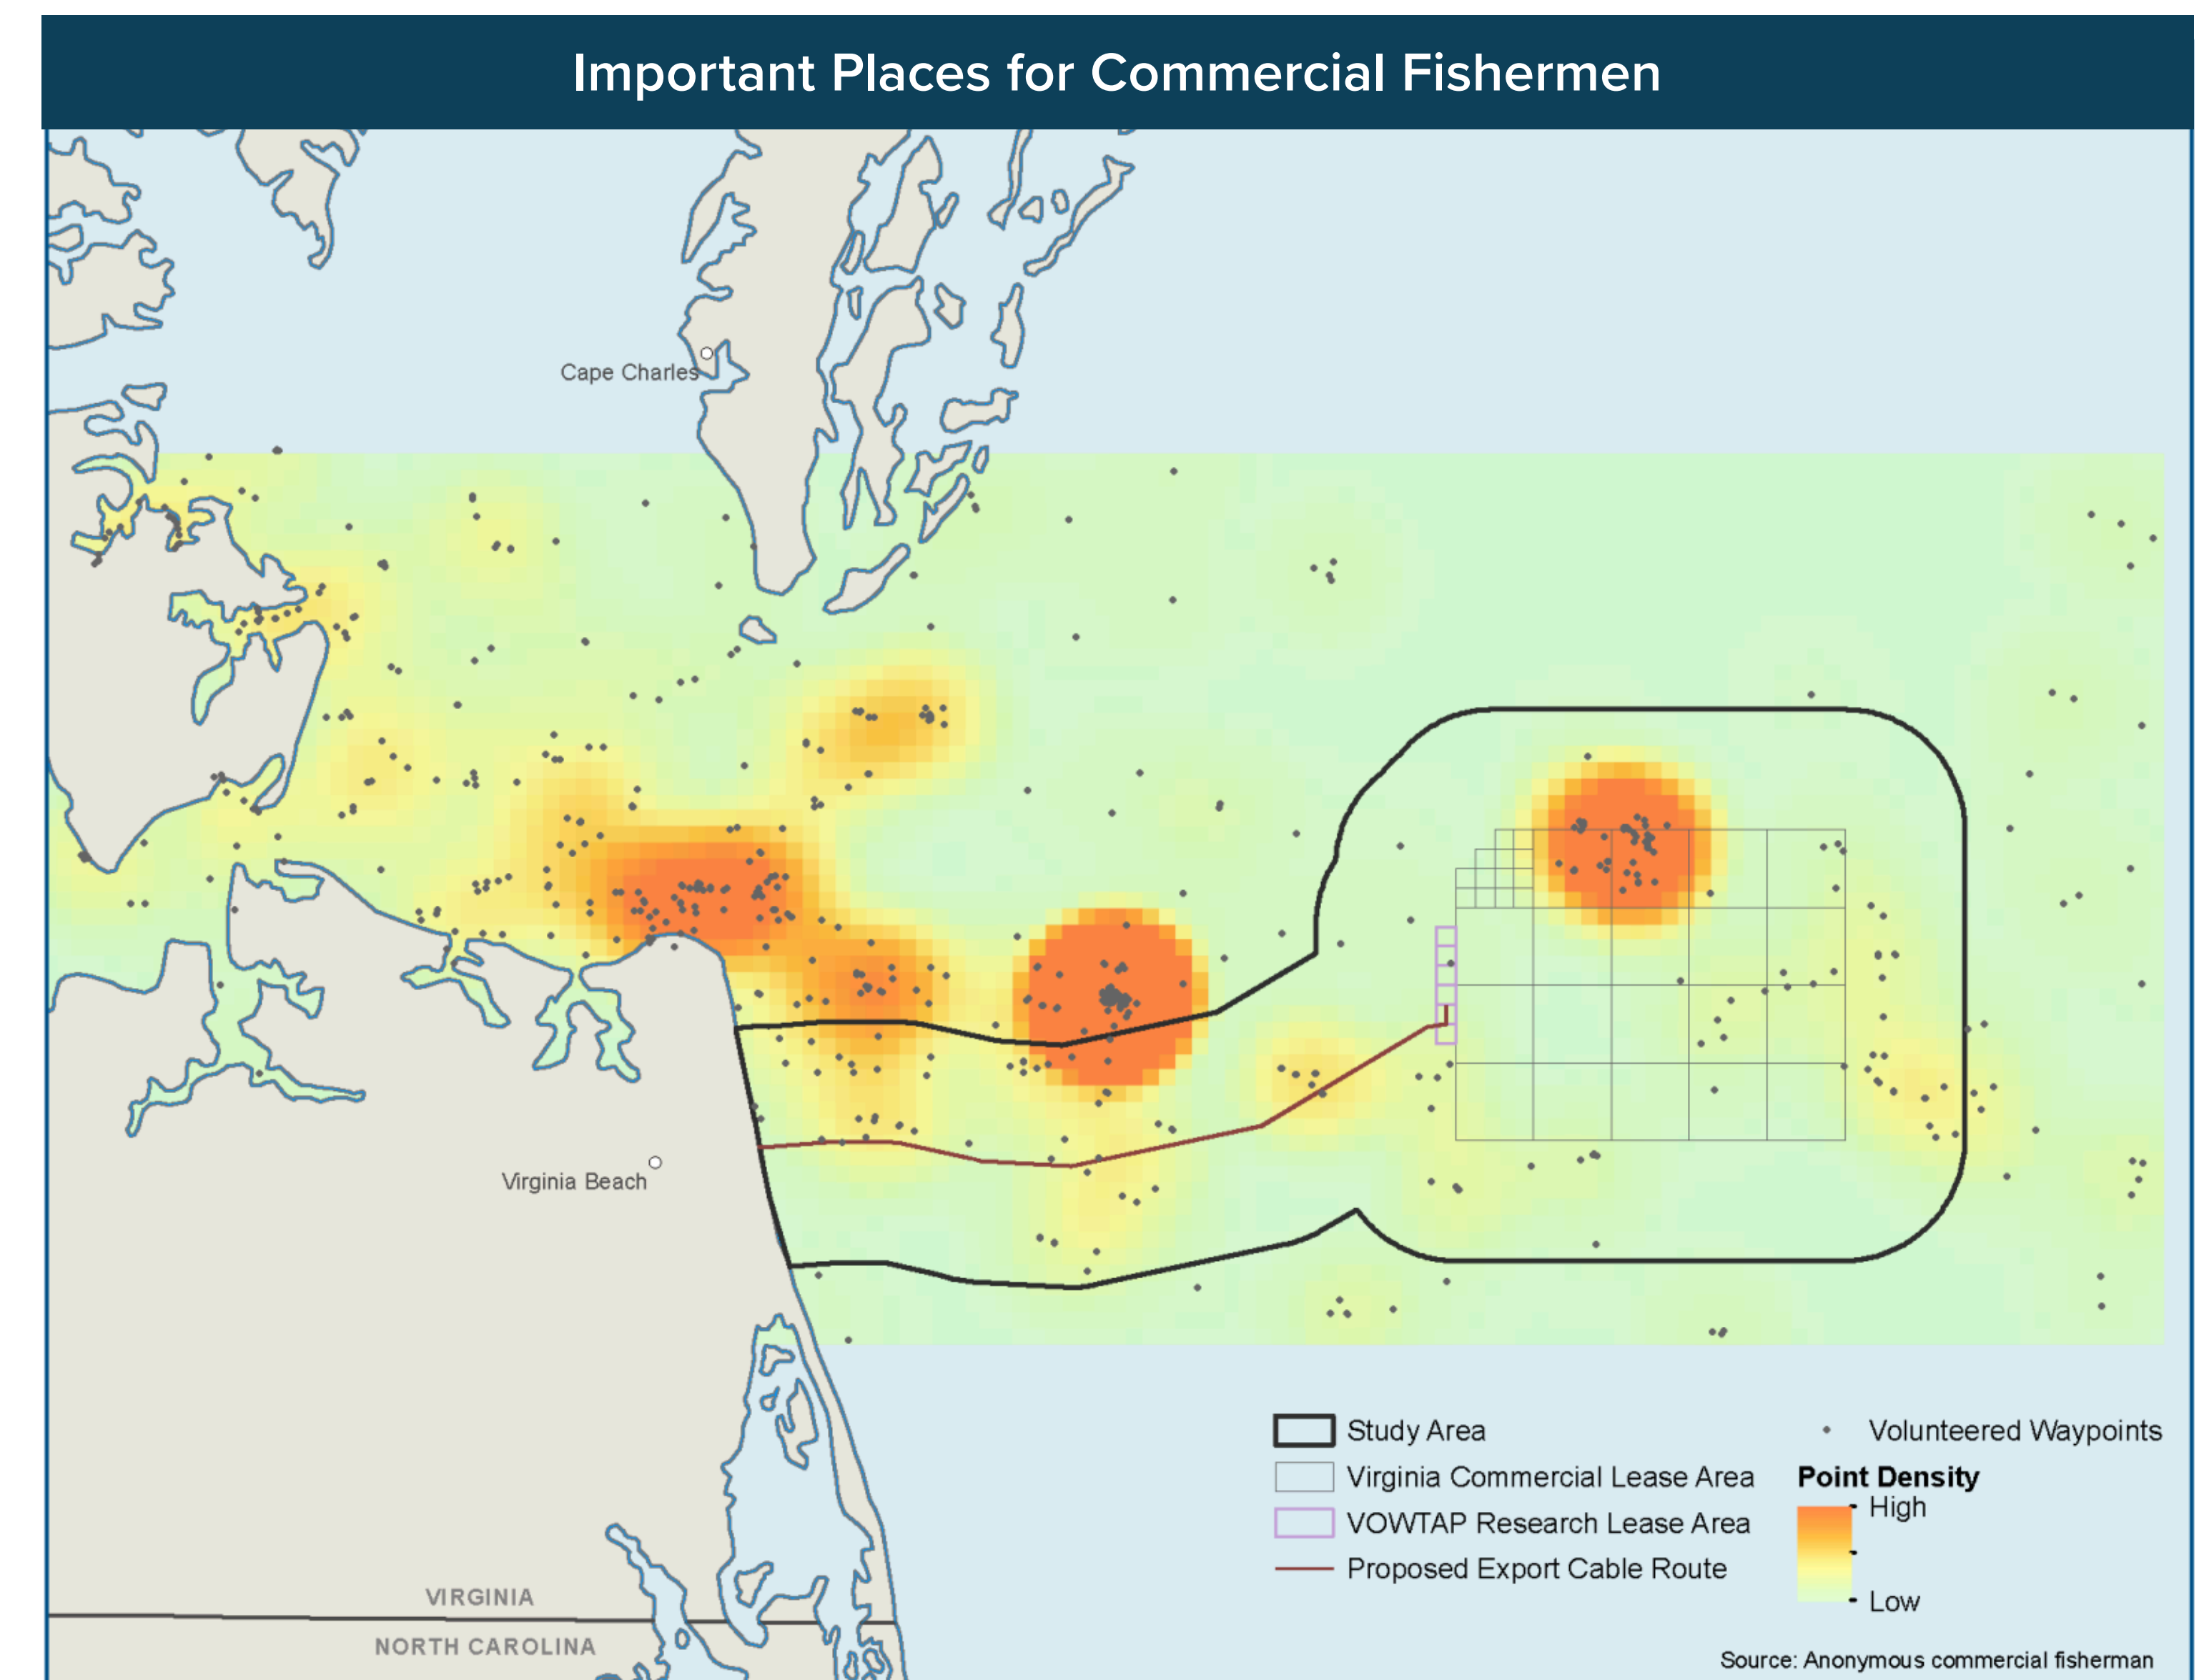 Important Places for Commercial Fishermen
Cape Charles
Virginia Beach
VIRGINIA
NORTH CAROLINA
Study Area
Virginia Commercial Lease Area
VOWTAP Research Lease Area
Proposed Export Cable Route
Volunteered Waypoints
Point Density
High
Low
Source: Anonymous commercial fisherman